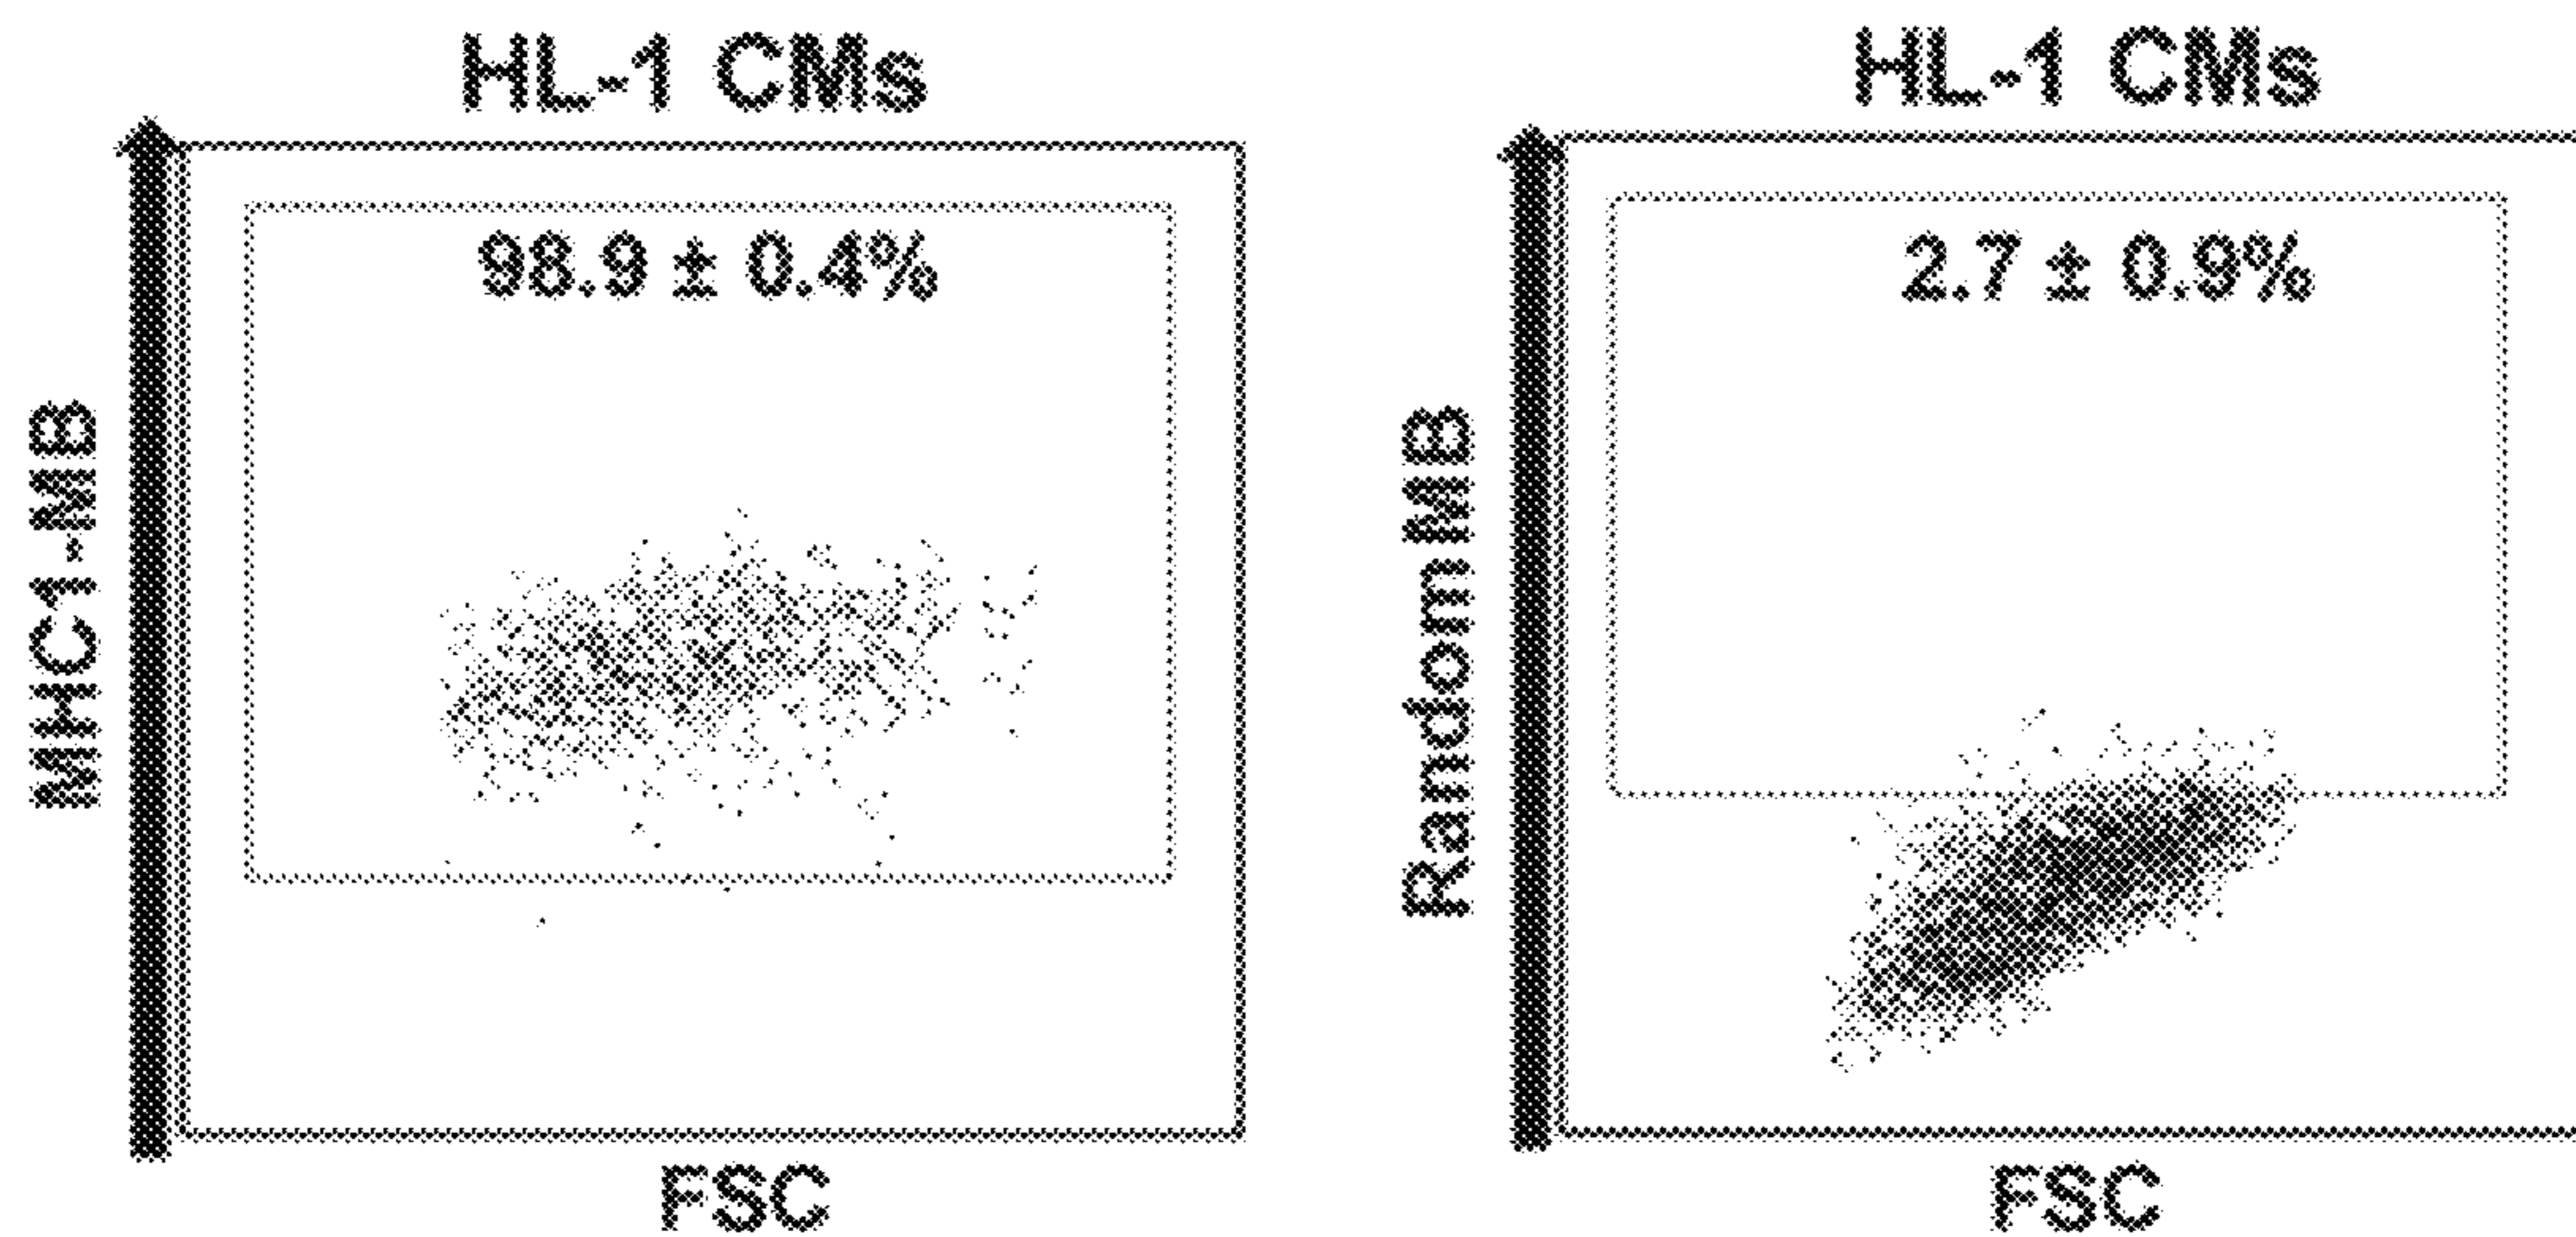 HL-1 CMs
98.9 ± 0.4%
MHC1-MB
FSC
HL-1 CMs
2.7 ± 0.9%
Random MB
FSC